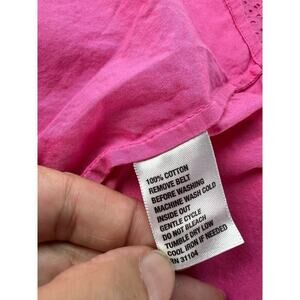 100% COTTON
REMOVE BELT
BEFORE WASHING
MACHINE WASH COLD
INSIDE OUT
GENTLE CYCLE
DO NOT BLEACH
TUMBLE DRY LOW
COOL IRON IF NEEDED
RN 31104